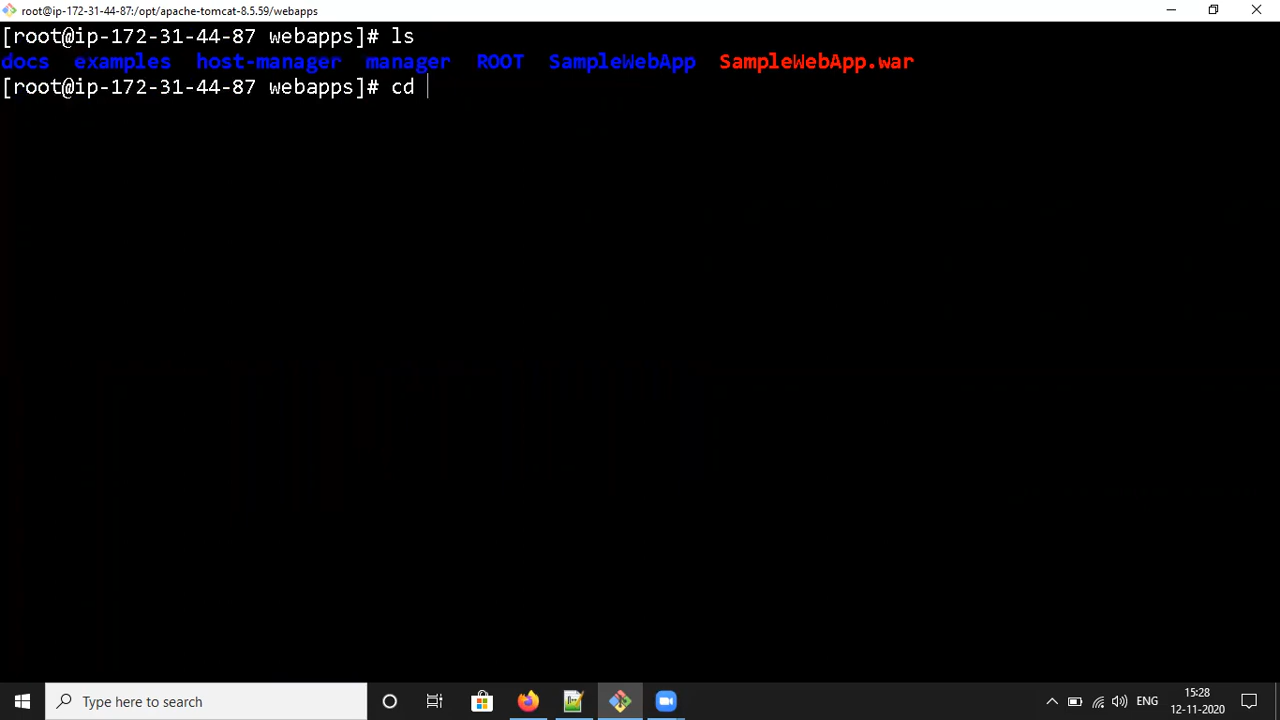 root@ip-172-31-44-87:/opt/apache-tomcat-8.5.59/webapps
[root@ip-172-31-44-87 webapps]# ls
docs examples host-manager manager ROOT SampleWebApp SampleWebApp.war
[root@ip-172-31-44-87 webapps]# cd
Type here to search
ENG
15:28
12-11-2020